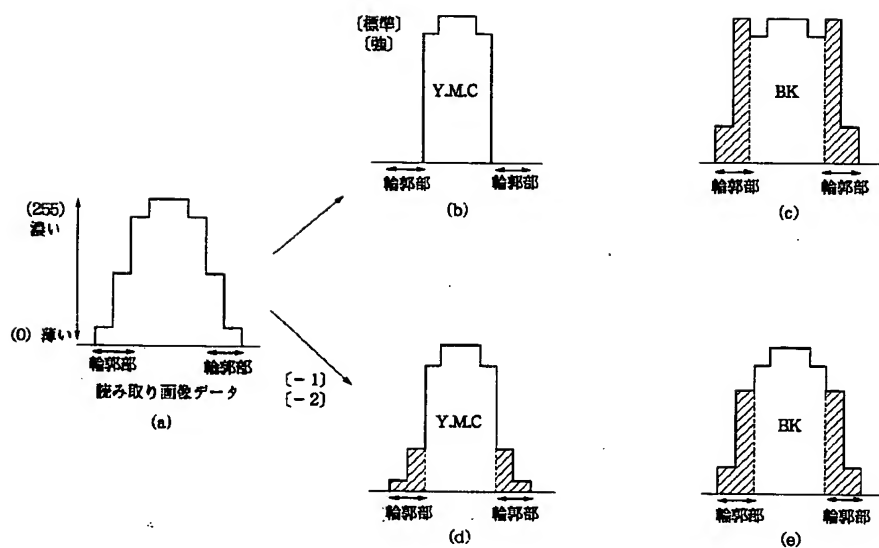 〔標準〕
〔強〕
Y.M.C
輪郭部
輪郭部
(b)
BK
輪郭部
輪郭部
(c)
(255)
濃い
(0) 薄い
輪郭部
輪郭部
読み取り画像データ
(a)
〔-1〕
〔-2〕
Y.M.C
輪郭部
輪郭部
(d)
BK
輪郭部
輪郭部
(e)